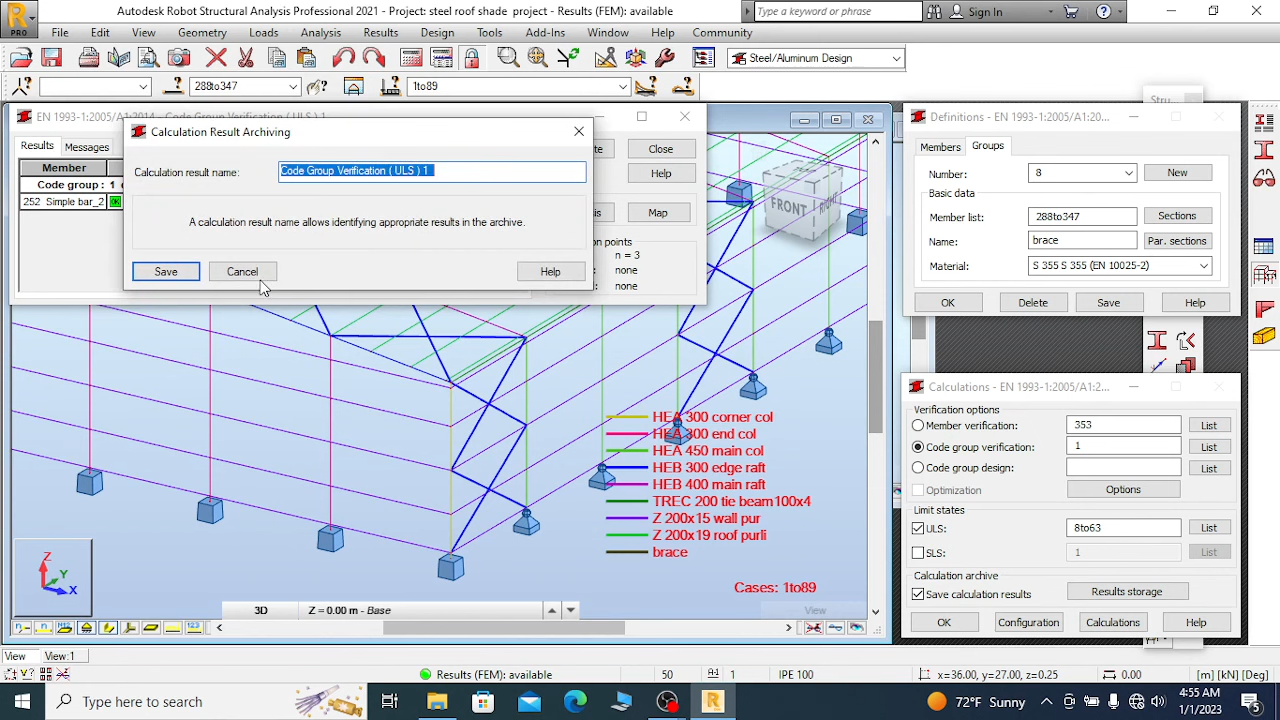 Autodesk Robot Structural Analysis Professional 2021 - Project: steel roof shade project - Results (FEM): available
Type a keyword or phrase
Sign In
File Edit View Geometry Loads Analysis Results Design Tools Add-Ins Window Help Community
Steel/Aluminum Design
288to347
1to89
Stru...
EN 1993-1:2005/A1:2014 - Code Group Verification ( ULS ) 1
Results Messages
Member
Code group : 1
252 Simple bar_2 OK
Close
Help
Map
n = 3
none
none
Calculation Result Archiving
Calculation result name:
Code Group Verification ( ULS ) 1
A calculation result name allows identifying appropriate results in the archive.
Save Cancel Help
FRONT RIGHT
HEA 300 corner col
HEA 300 end col
HEA 450 main col
HEB 300 edge raft
HEB 400 main raft
TREC 200 tie beam100x4
Z 200x15 wall pur
Z 200x19 roof purli
brace
Cases: 1to89
Z
Y
X
3D Z = 0.00 m - Base
View
Definitions - EN 1993-1:2005/A1:20...
Members Groups
Number: 8 New
Basic data
Member list: 288to347 Sections
Name: brace Par. sections
Material: S 355 S 355 (EN 10025-2)
OK Delete Save Help
Calculations - EN 1993-1:2005/A1:2...
Verification options
Member verification: 353 List
Code group verification: 1 List
Code group design: List
Optimization Options
Limit states
ULS: 8to63 List
SLS: 1 List
Calculation archive
Save calculation results Results storage
OK Configuration Calculations Help
View View:1
Results (FEM): available 50 1 IPE 100 x=36.00, y=27.00, z=0.25 0.00 [m] [kN] [Deg]
Type here to search
72°F Sunny
4:55 AM
1/1/2023
5